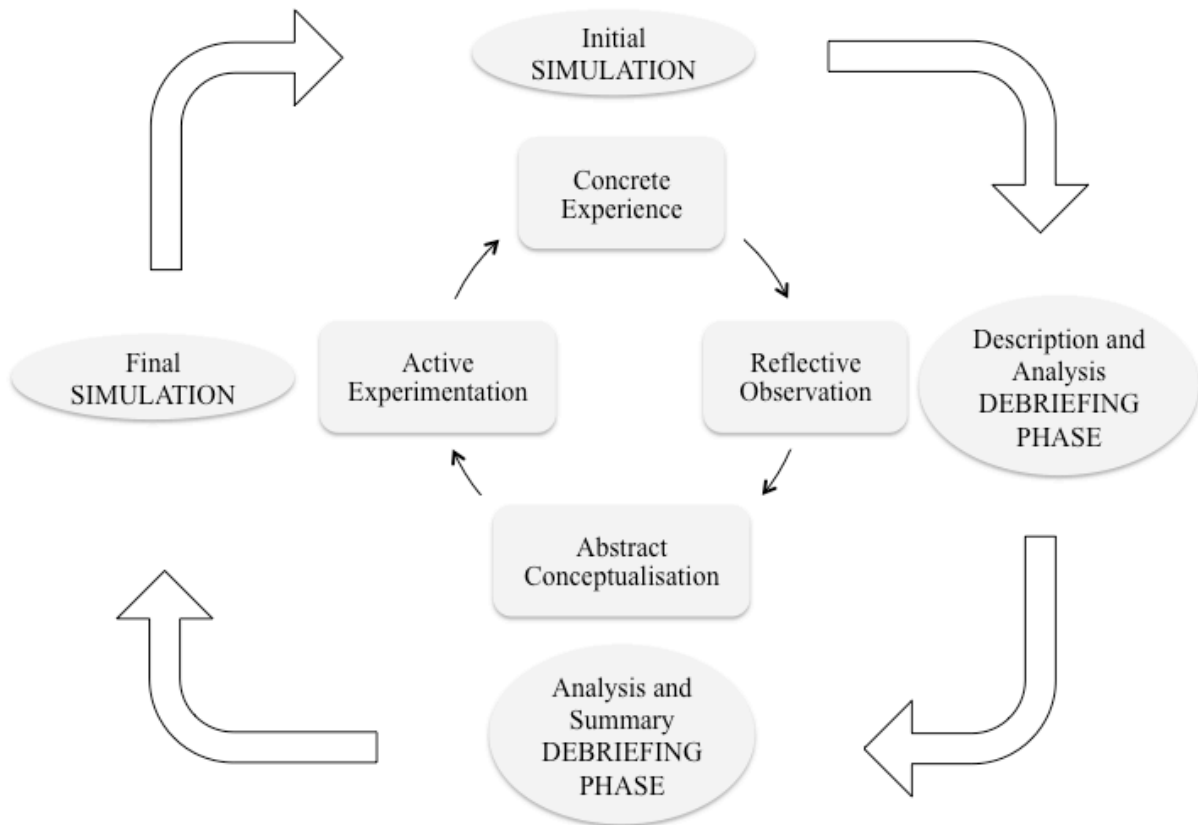 Initial
SIMULATION
Concrete
Experience
Final
SIMULATION
Active
Experimentation
Reflective
Observation
Description and
Analysis
DEBRIEFING
PHASE
Abstract
Conceptualisation
Analysis and
Summary
DEBRIEFING
PHASE